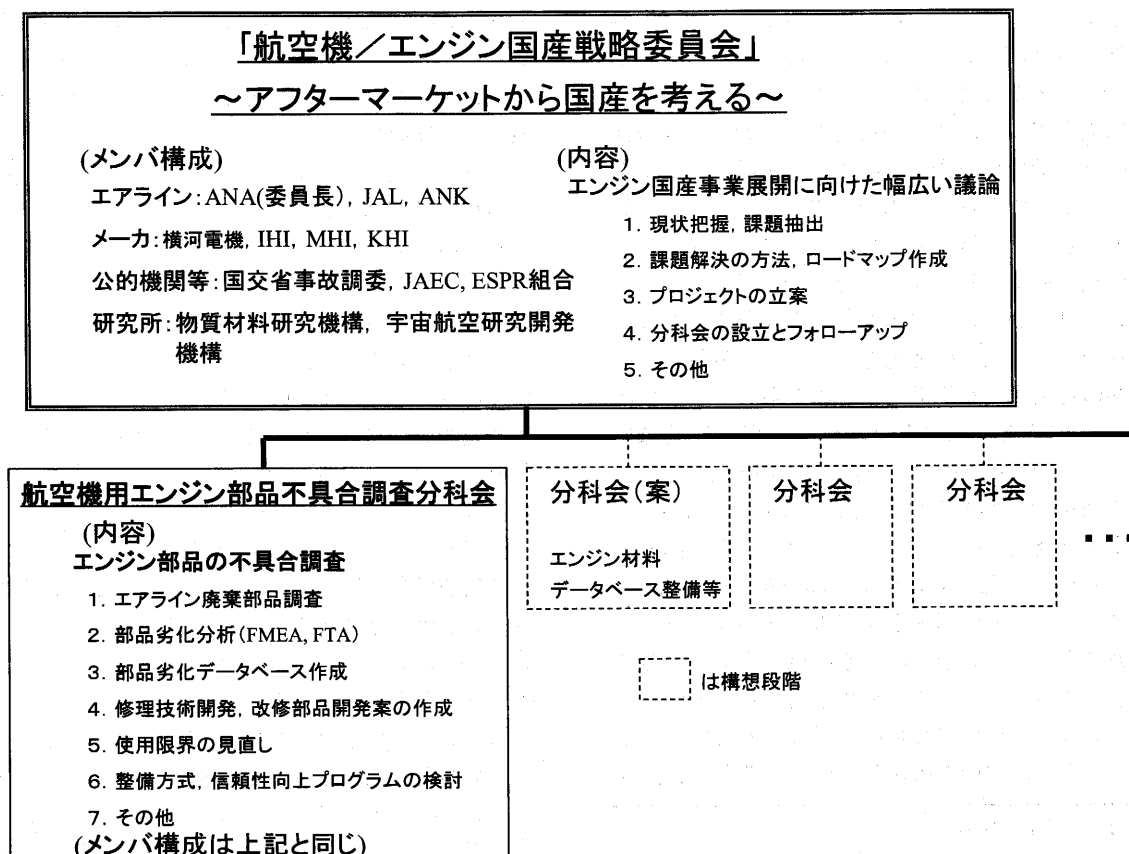 「航空機／エンジン国産戦略委員会」
～アフターマーケットから国産を考える～
(メンバ構成)
エアライン：ANA(委員長), JAL, ANK
メーカ：横河電機, IHI, MHI, KHI
公的機関等：国交省事故調委, JAEC, ESPR組合
研究所：物質材料研究機構, 宇宙航空研究開発
機構
(内容)
エンジン国産事業展開に向けた幅広い議論
1．現状把握, 課題抽出
2．課題解決の方法, ロードマップ作成
3．プロジェクトの立案
4．分科会の設立とフォローアップ
5．その他
航空機用エンジン部品不具合調査分科会
(内容)
エンジン部品の不具合調査
1．エアライン廃棄部品調査
2．部品劣化分析(FMEA, FTA)
3．部品劣化データベース作成
4．修理技術開発, 改修部品開発案の作成
5．使用限界の見直し
6．整備方式, 信頼性向上プログラムの検討
7．その他
(メンバ構成は上記と同じ)
分科会(案)
エンジン材料
データベース整備等
分科会
分科会
…
は構想段階